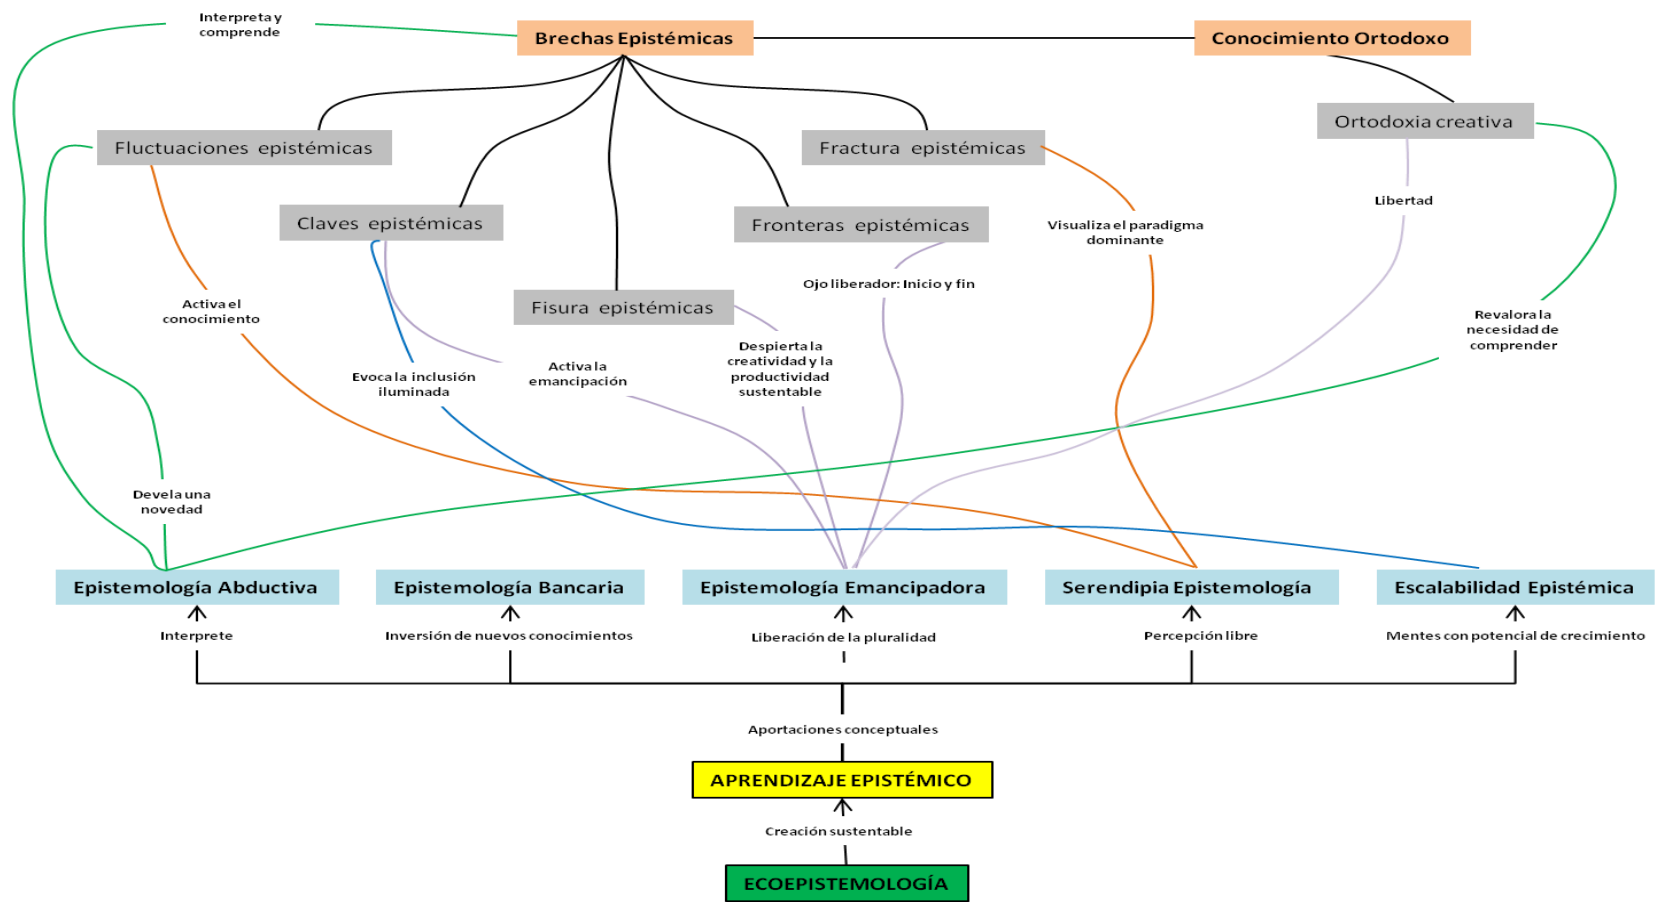 Interpreta y
comprende
Brechas Epistémicas
Conocimiento Ortodoxo
Ortodoxia creativa
Fluctuaciones epistémicas
Fractura epistémicas
Claves epistémicas
Fronteras epistémicas
Libertad
Visualiza el paradigma
dominante
Ojo liberador: Inicio y fin
Fisura epistémicas
Activa el
conocimiento
Revalora la
necesidad de
comprender
Despierta la
creatividad y la
productividad
sustentable
Evoca la inclusión
iluminada
Activa la
emancipación
Devela una
novedad
Epistemología Abductiva
Epistemología Bancaria
Epistemología Emancipadora
Serendipia Epistemología
Escalabilidad Epistémica
Interprete
Inversión de nuevos conocimientos
Liberación de la pluralidad
Percepción libre
Mentes con potencial de crecimiento
Aportaciones conceptuales
APRENDIZAJE EPISTÉMICO
Creación sustentable
ECOEPISTEMOLOGÍA